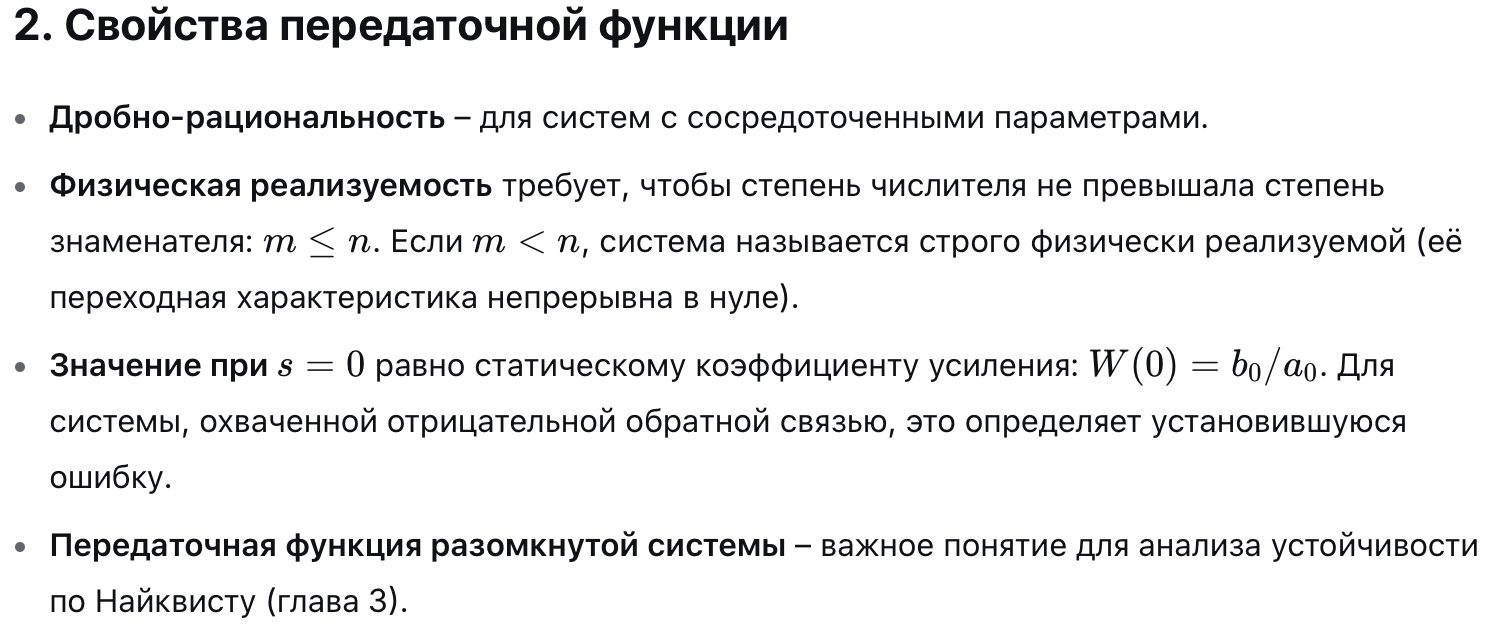 2. Свойства передаточной функции
• Дробно-рациональность – для систем с сосредоточенными параметрами.
• Физическая реализуемость требует, чтобы степень числителя не превышала степень
знаменателя: m ≤ n. Если m < n, система называется строго физически реализуемой (её
переходная характеристика непрерывна в нуле).
• Значение при s = 0 равно статическому коэффициенту усиления: W(0) = b₀/a₀. Для
системы, охваченной отрицательной обратной связью, это определяет установившуюся
ошибку.
• Передаточная функция разомкнутой системы – важное понятие для анализа устойчивости
по Найквисту (глава 3).